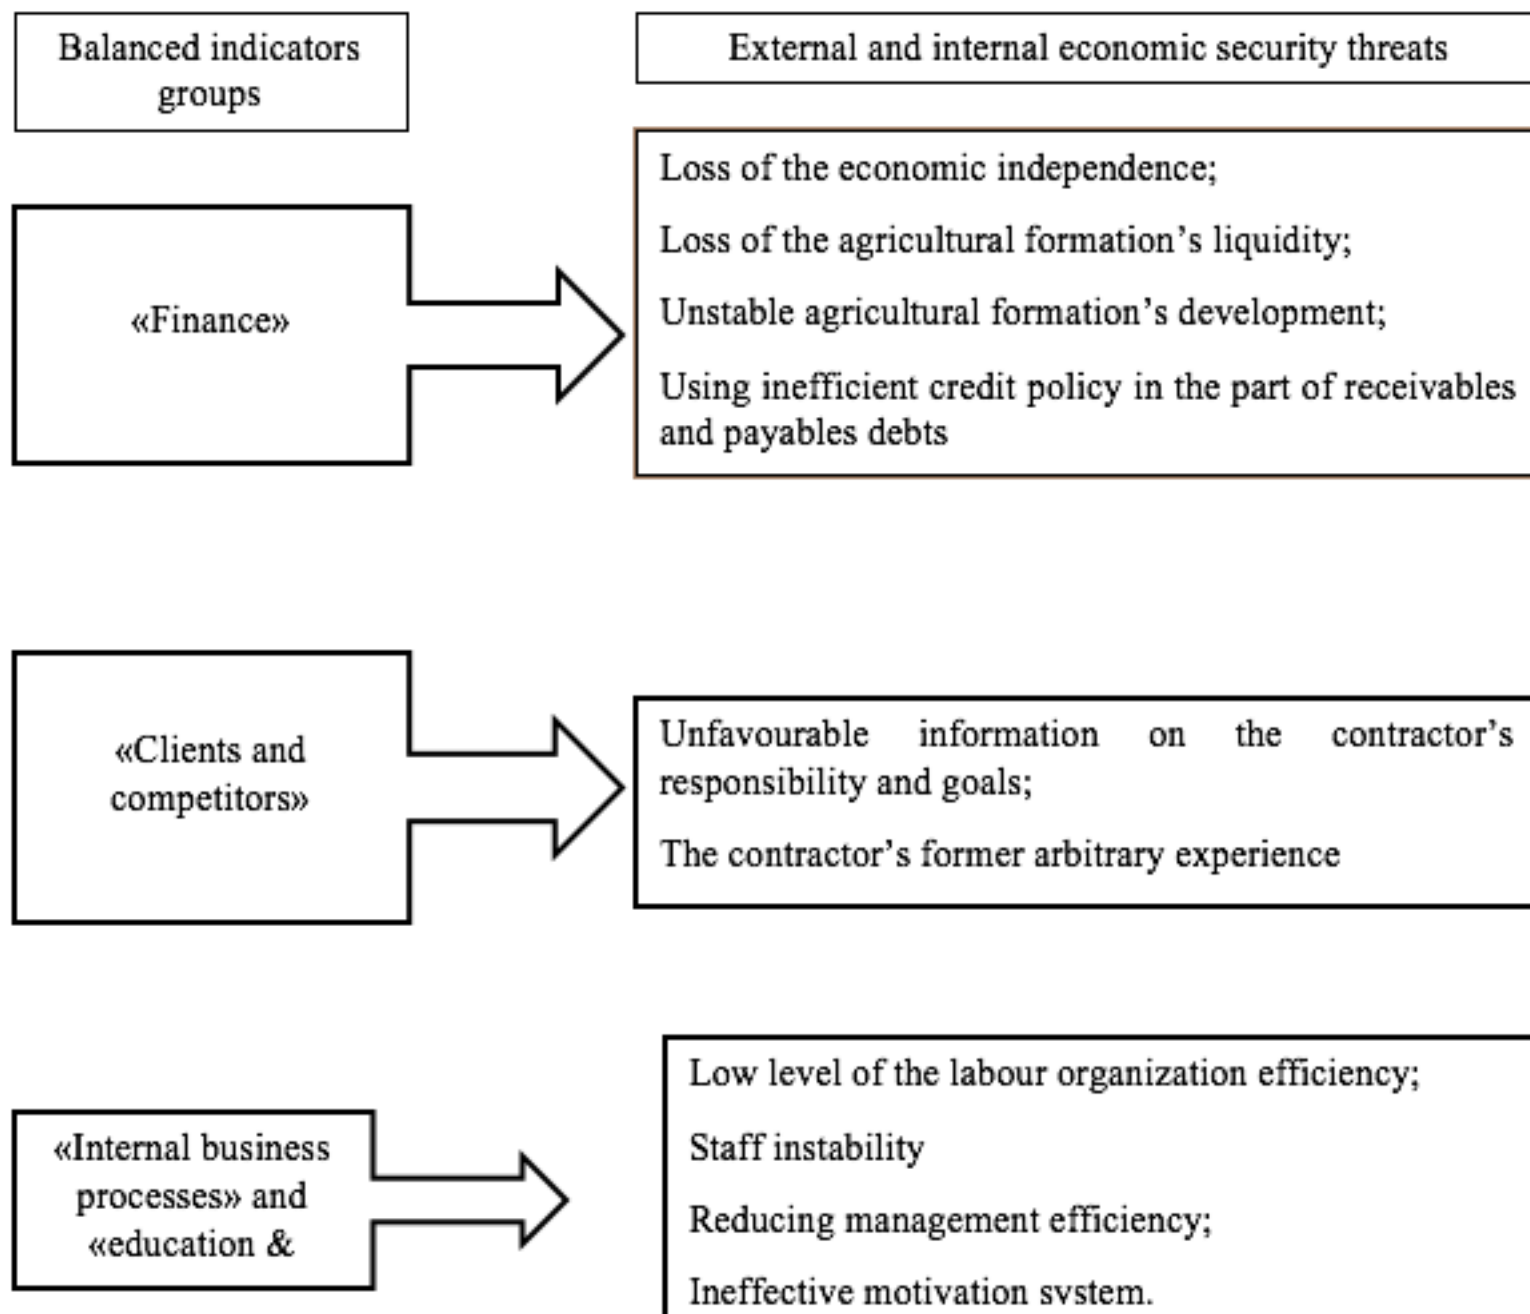 Balanced indicators
groups
External and internal economic security threats
«Finance»
Loss of the economic independence;
Loss of the agricultural formation's liquidity;
Unstable agricultural formation's development;
Using inefficient credit policy in the part of receivables
and payables debts
«Clients and
competitors»
Unfavourable information on the contractor's
responsibility and goals;
The contractor's former arbitrary experience
«Internal business
processes» and
«education &
Low level of the labour organization efficiency;
Staff instability
Reducing management efficiency;
Ineffective motivation system.